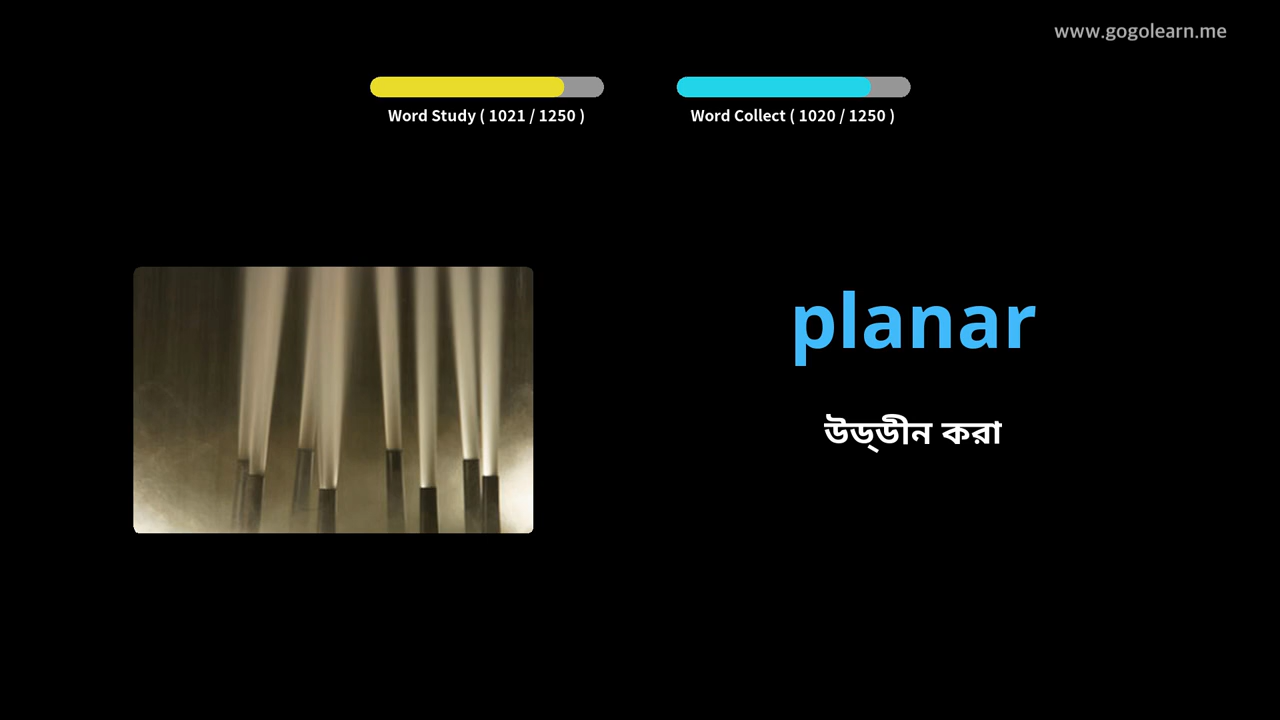 www.gogolearn.me
Word Study ( 1021 / 1250 )
Word Collect ( 1020 / 1250 )
planar
উড্ডীন করা